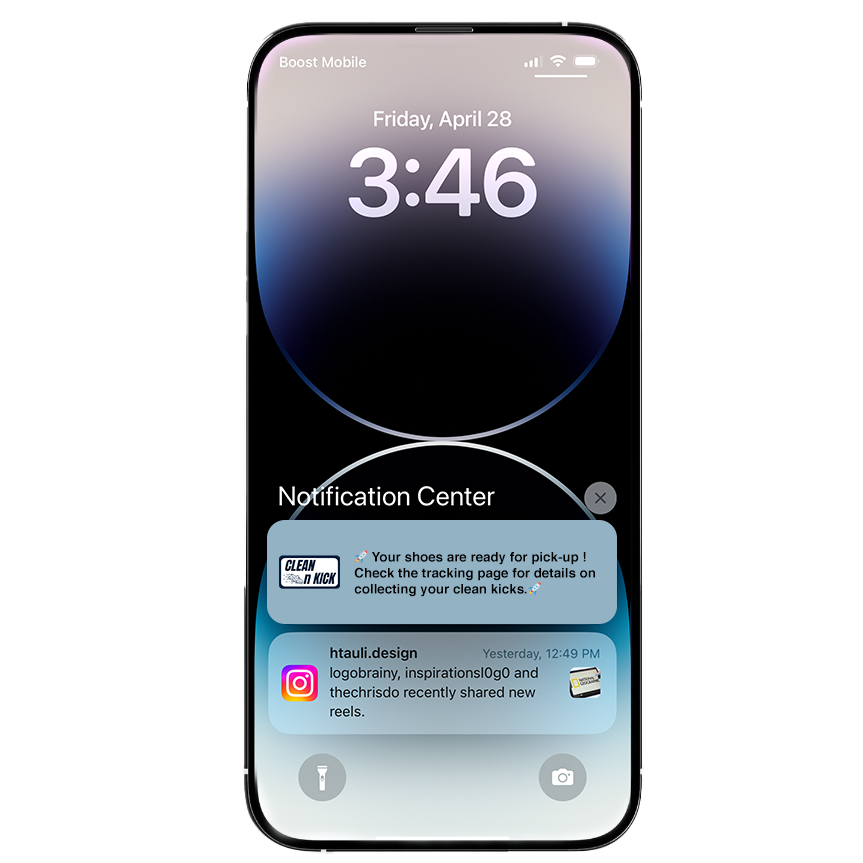 Boost Mobile
Friday, April 28
3:46
Notification Center
CLEAN
n KICK
🚀 Your shoes are ready for pick-up !
Check the tracking page for details on
collecting your clean kicks.🚀
htauli.design
Yesterday, 12:49 PM
logobrainy, inspirationsl0g0 and
thechrisdo recently shared new
reels.
NATIONAL
GEOGRAPHIC